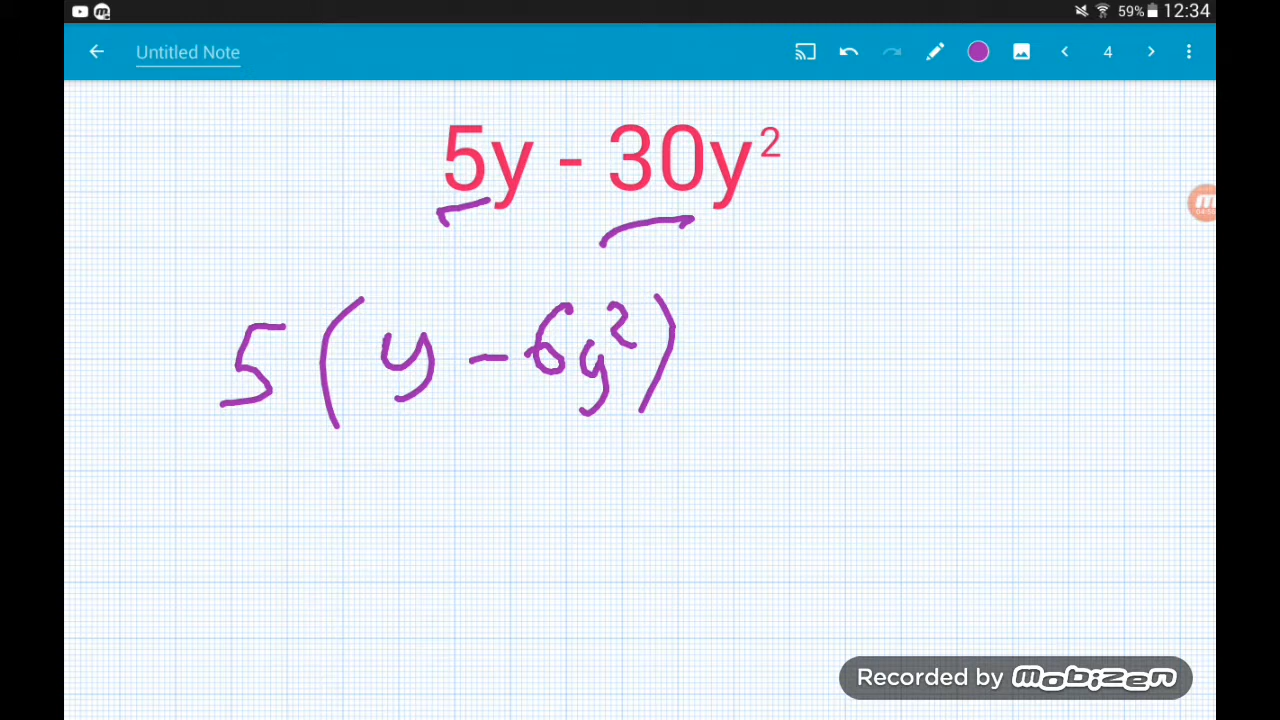 59% 12:34
Untitled Note 4
5y - 30y²
5(y - 6y²)
Recorded by mobizen